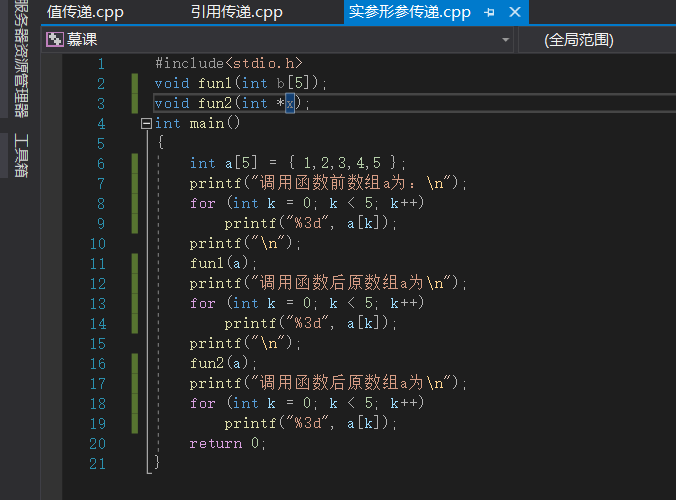 值传递.cpp 引用传递.cpp 实参形参传递.cpp
服务器资源管理器
工具箱
慕课 (全局范围)
1 #include<stdio.h>
2 void fun1(int b[5]);
3 void fun2(int *x);
4 int main()
5 {
6 int a[5] = { 1,2,3,4,5 };
7 printf("调用函数前数组a为：\n");
8 for (int k = 0; k < 5; k++)
9 printf("%3d", a[k]);
10 printf("\n");
11 fun1(a);
12 printf("调用函数后原数组a为\n");
13 for (int k = 0; k < 5; k++)
14 printf("%3d", a[k]);
15 printf("\n");
16 fun2(a);
17 printf("调用函数后原数组a为\n");
18 for (int k = 0; k < 5; k++)
19 printf("%3d", a[k]);
20 return 0;
21 }